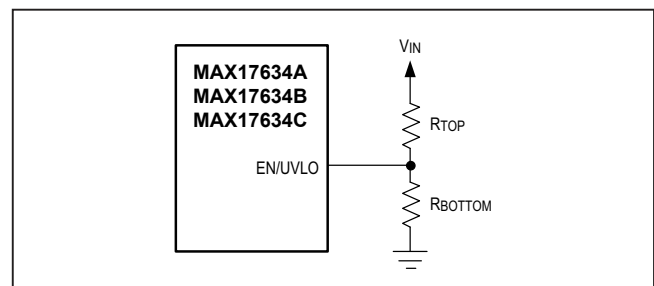 MAX17634A
MAX17634B
MAX17634C
EN/UVLO
VIN
RTOP
RBOTTOM